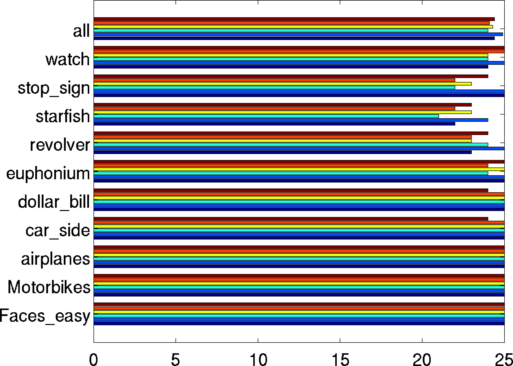 all
watch
stop_sign
starfish
revolver
euphonium
dollar_bill
car_side
airplanes
Motorbikes
Faces_easy
0 5 10 15 20 25